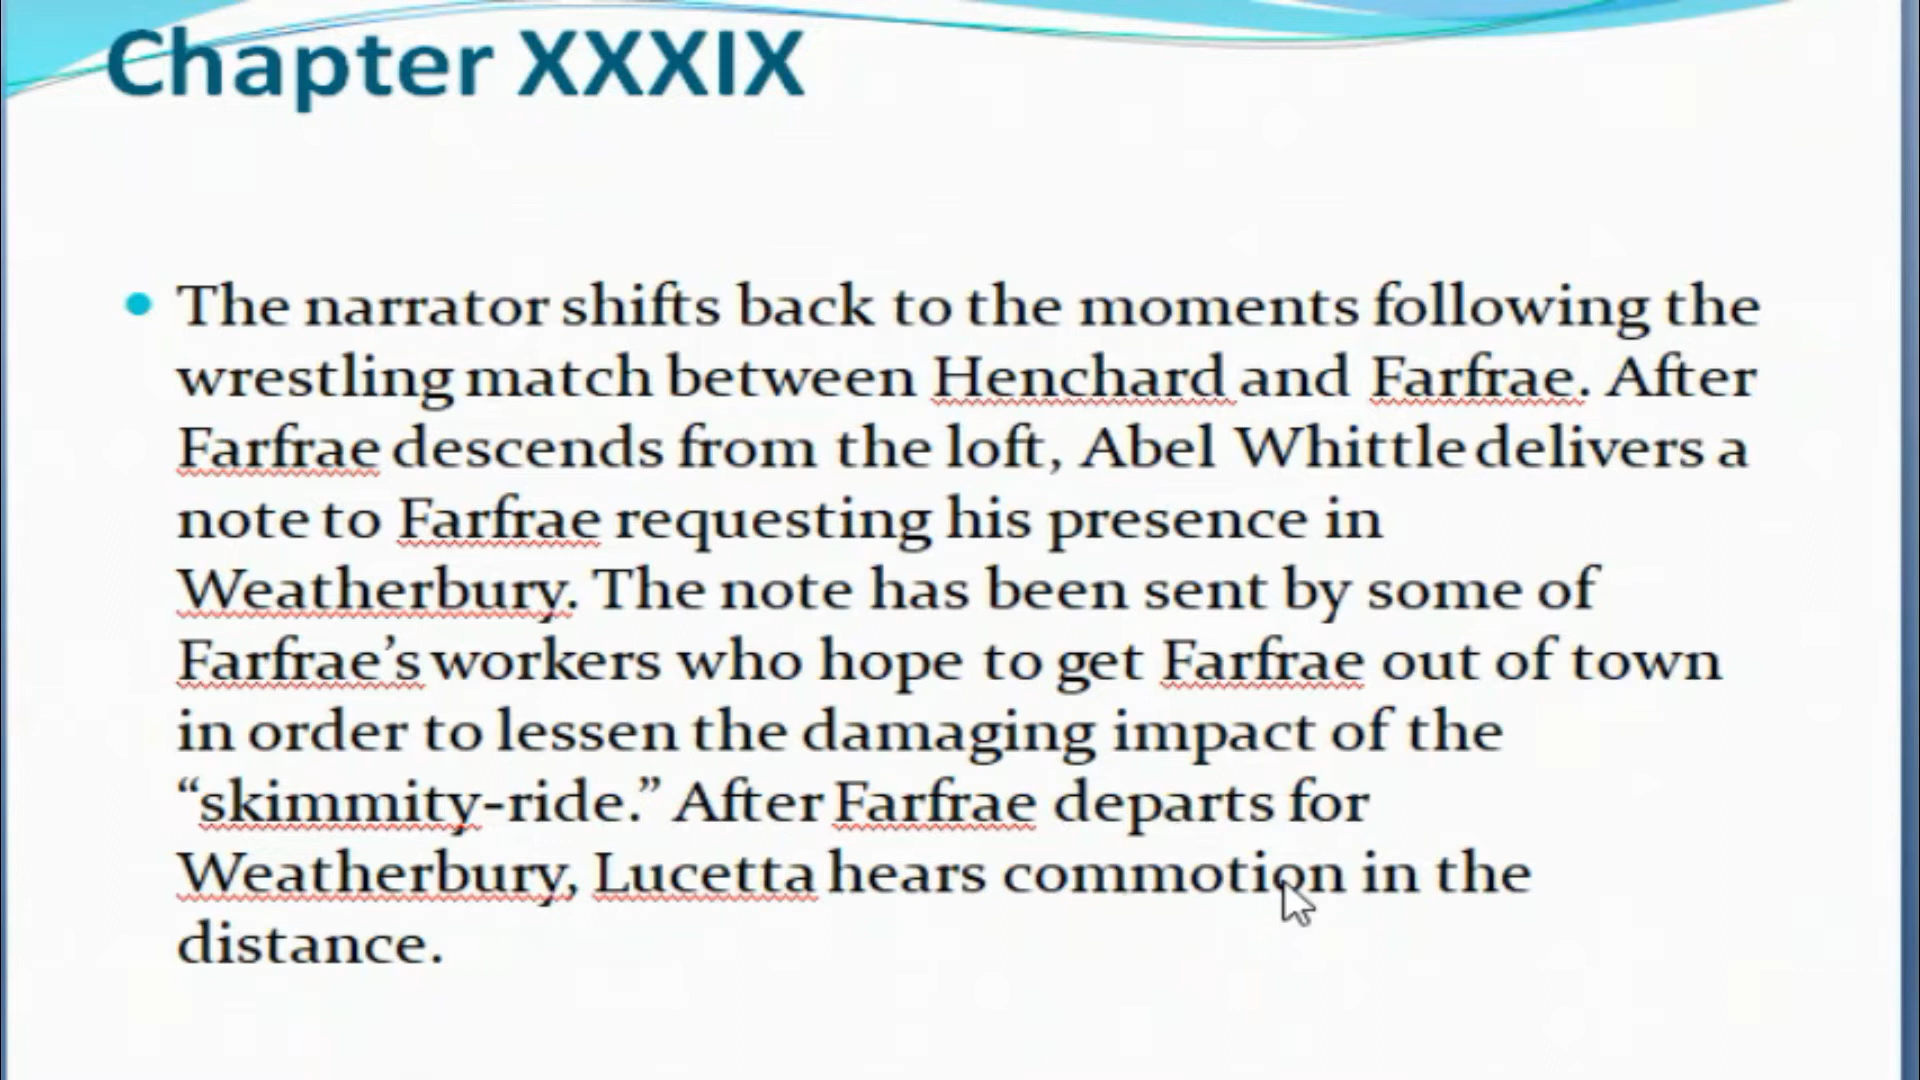 Chapter XXXIX
• The narrator shifts back to the moments following the
wrestling match between Henchard and Farfrae. After
Farfrae descends from the loft, Abel Whittle delivers a
note to Farfrae requesting his presence in
Weatherbury. The note has been sent by some of
Farfrae’s workers who hope to get Farfrae out of town
in order to lessen the damaging impact of the
“skimmity-ride.” After Farfrae departs for
Weatherbury, Lucetta hears commotion in the
distance.